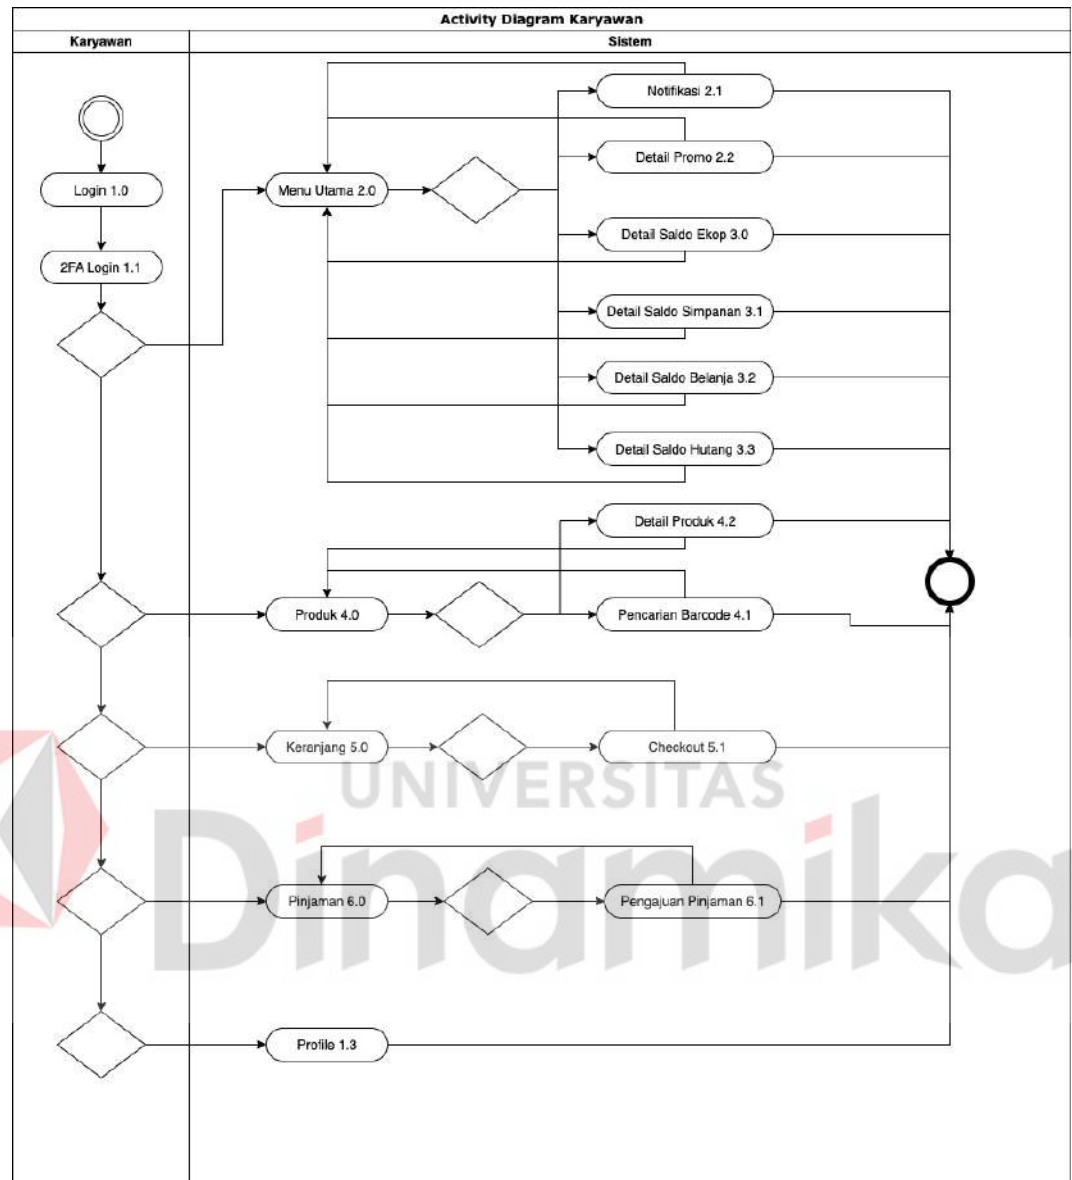 Activity Diagram Karyawan
Karyawan
Sistem
Notifikasi 2.1
Detail Promo 2.2
Login 1.0
Menu Utama 2.0
Detail Saldo Ekop 3.0
2FA Login 1.1
Detail Saldo Simpanan 3.1
Detail Saldo Belanja 3.2
Detail Saldo Hutang 3.3
Detail Produk 4.2
Produk 4.0
Pencarian Barcode 4.1
Keranjang 5.0
Checkout 5.1
UNIVERSITAS
Dinamika
Pinjaman 6.0
Pengajuan Pinjaman 6.1
Profile 1.3